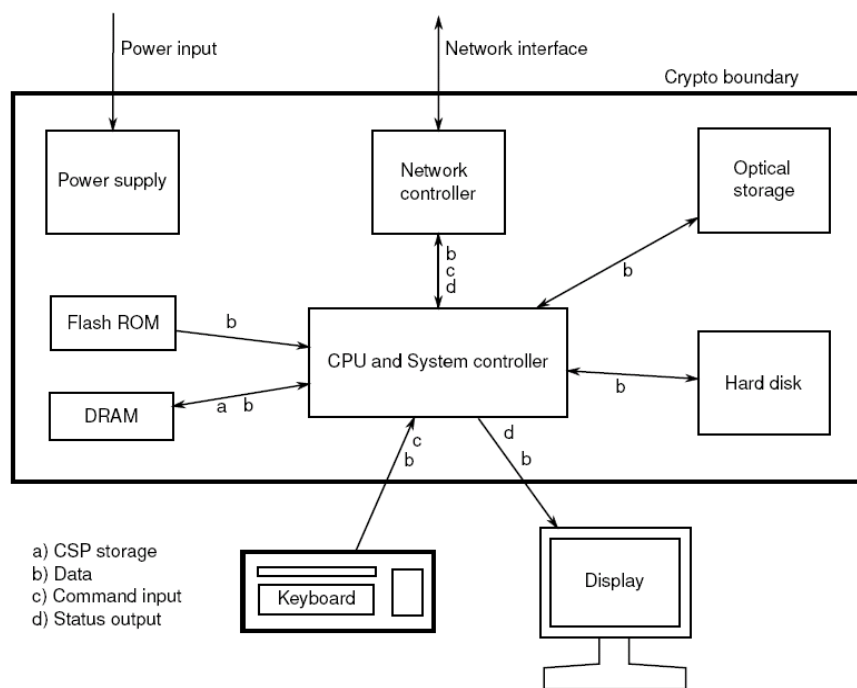 Power input
Network interface
Crypto boundary
Power supply
Network
controller
Optical
storage
b
c
d
b
Flash ROM
b
CPU and System controller
b
Hard disk
DRAM
a b
c
b
d
b
a) CSP storage
b) Data
c) Command input
d) Status output
Keyboard
Display